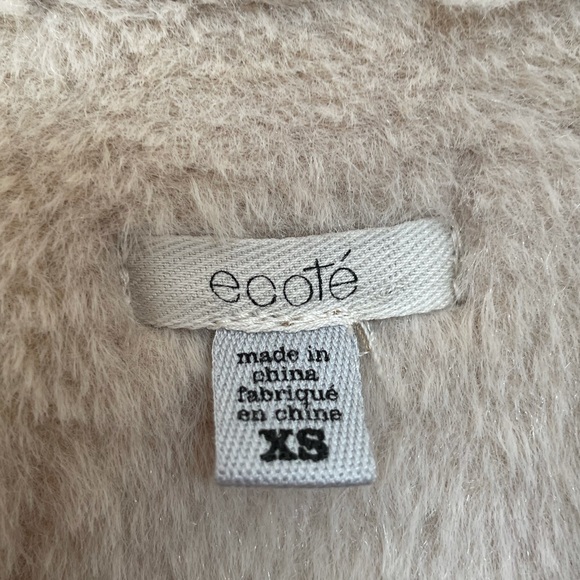 ecoté
made in
china
fabriqué
en chine
XS